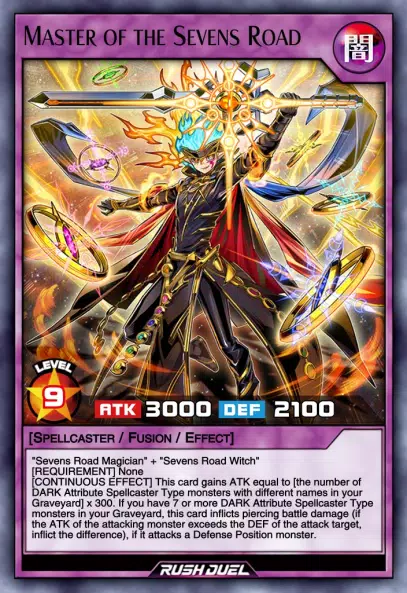 MASTER OF THE SEVENS ROAD
闇
LEVEL
9
ATK 3000 DEF 2100
[SPELLCASTER / FUSION / EFFECT]
"Sevens Road Magician" + "Sevens Road Witch"
[REQUIREMENT] None
[CONTINUOUS EFFECT] This card gains ATK equal to [the number of
DARK Attribute Spellcaster Type monsters with different names in your
Graveyard] x 300. If you have 7 or more DARK Attribute Spellcaster Type
monsters in your Graveyard, this card inflicts piercing battle damage (if
the ATK of the attacking monster exceeds the DEF of the attack target,
inflict the difference), if it attacks a Defense Position monster.
RUSH DUEL